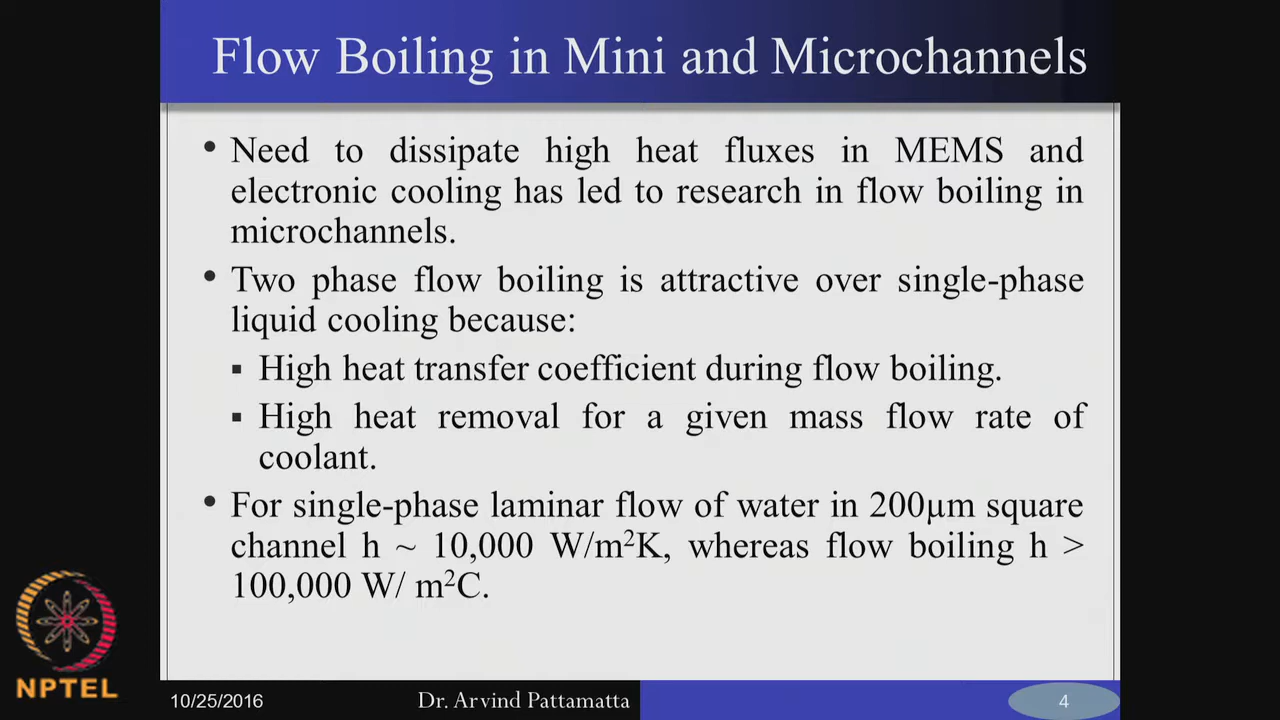 Flow Boiling in Mini and Microchannels
• Need to dissipate high heat fluxes in MEMS and
electronic cooling has led to research in flow boiling in
microchannels.
• Two phase flow boiling is attractive over single-phase
liquid cooling because:
▪ High heat transfer coefficient during flow boiling.
▪ High heat removal for a given mass flow rate of
coolant.
• For single-phase laminar flow of water in 200µm square
channel h ~ 10,000 W/m²K, whereas flow boiling h >
100,000 W/ m²C.
NPTEL
10/25/2016
Dr. Arvind Pattamatta
4